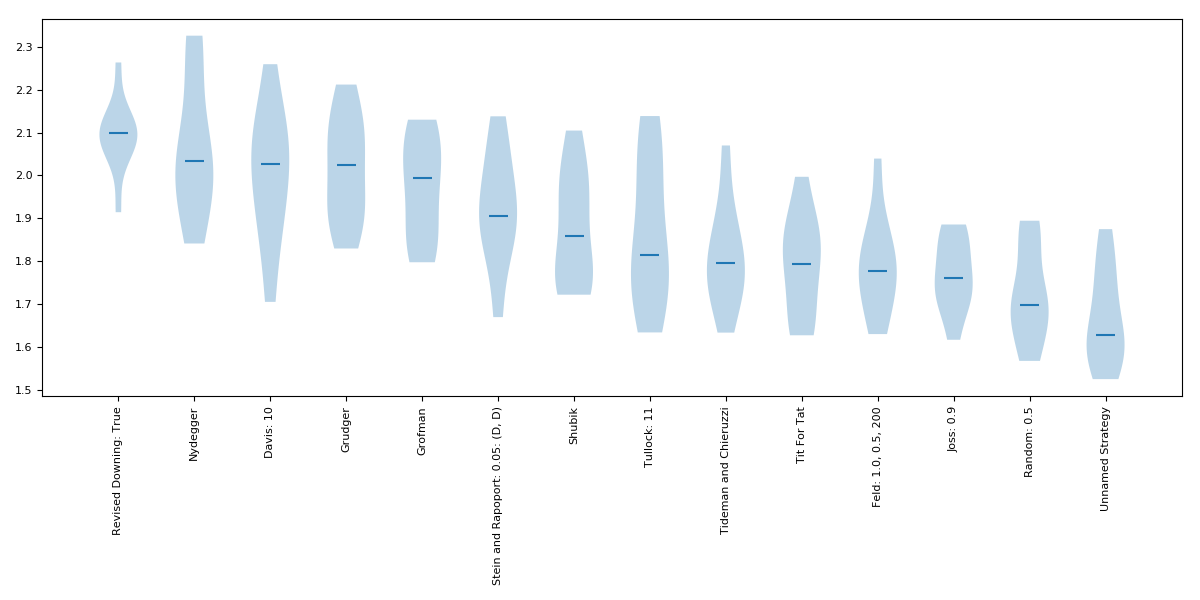 2.3
2.2
2.1
2.0
1.9
1.8
1.7
1.6
1.5
Revised Downing: True
Nydegger
Davis: 10
Grudger
Grofman
Stein and Rapoport: 0.05: (D, D)
Shubik
Tullock: 11
Tideman and Chieruzzi
Tit For Tat
Feld: 1.0, 0.5, 200
Joss: 0.9
Random: 0.5
Unnamed Strategy